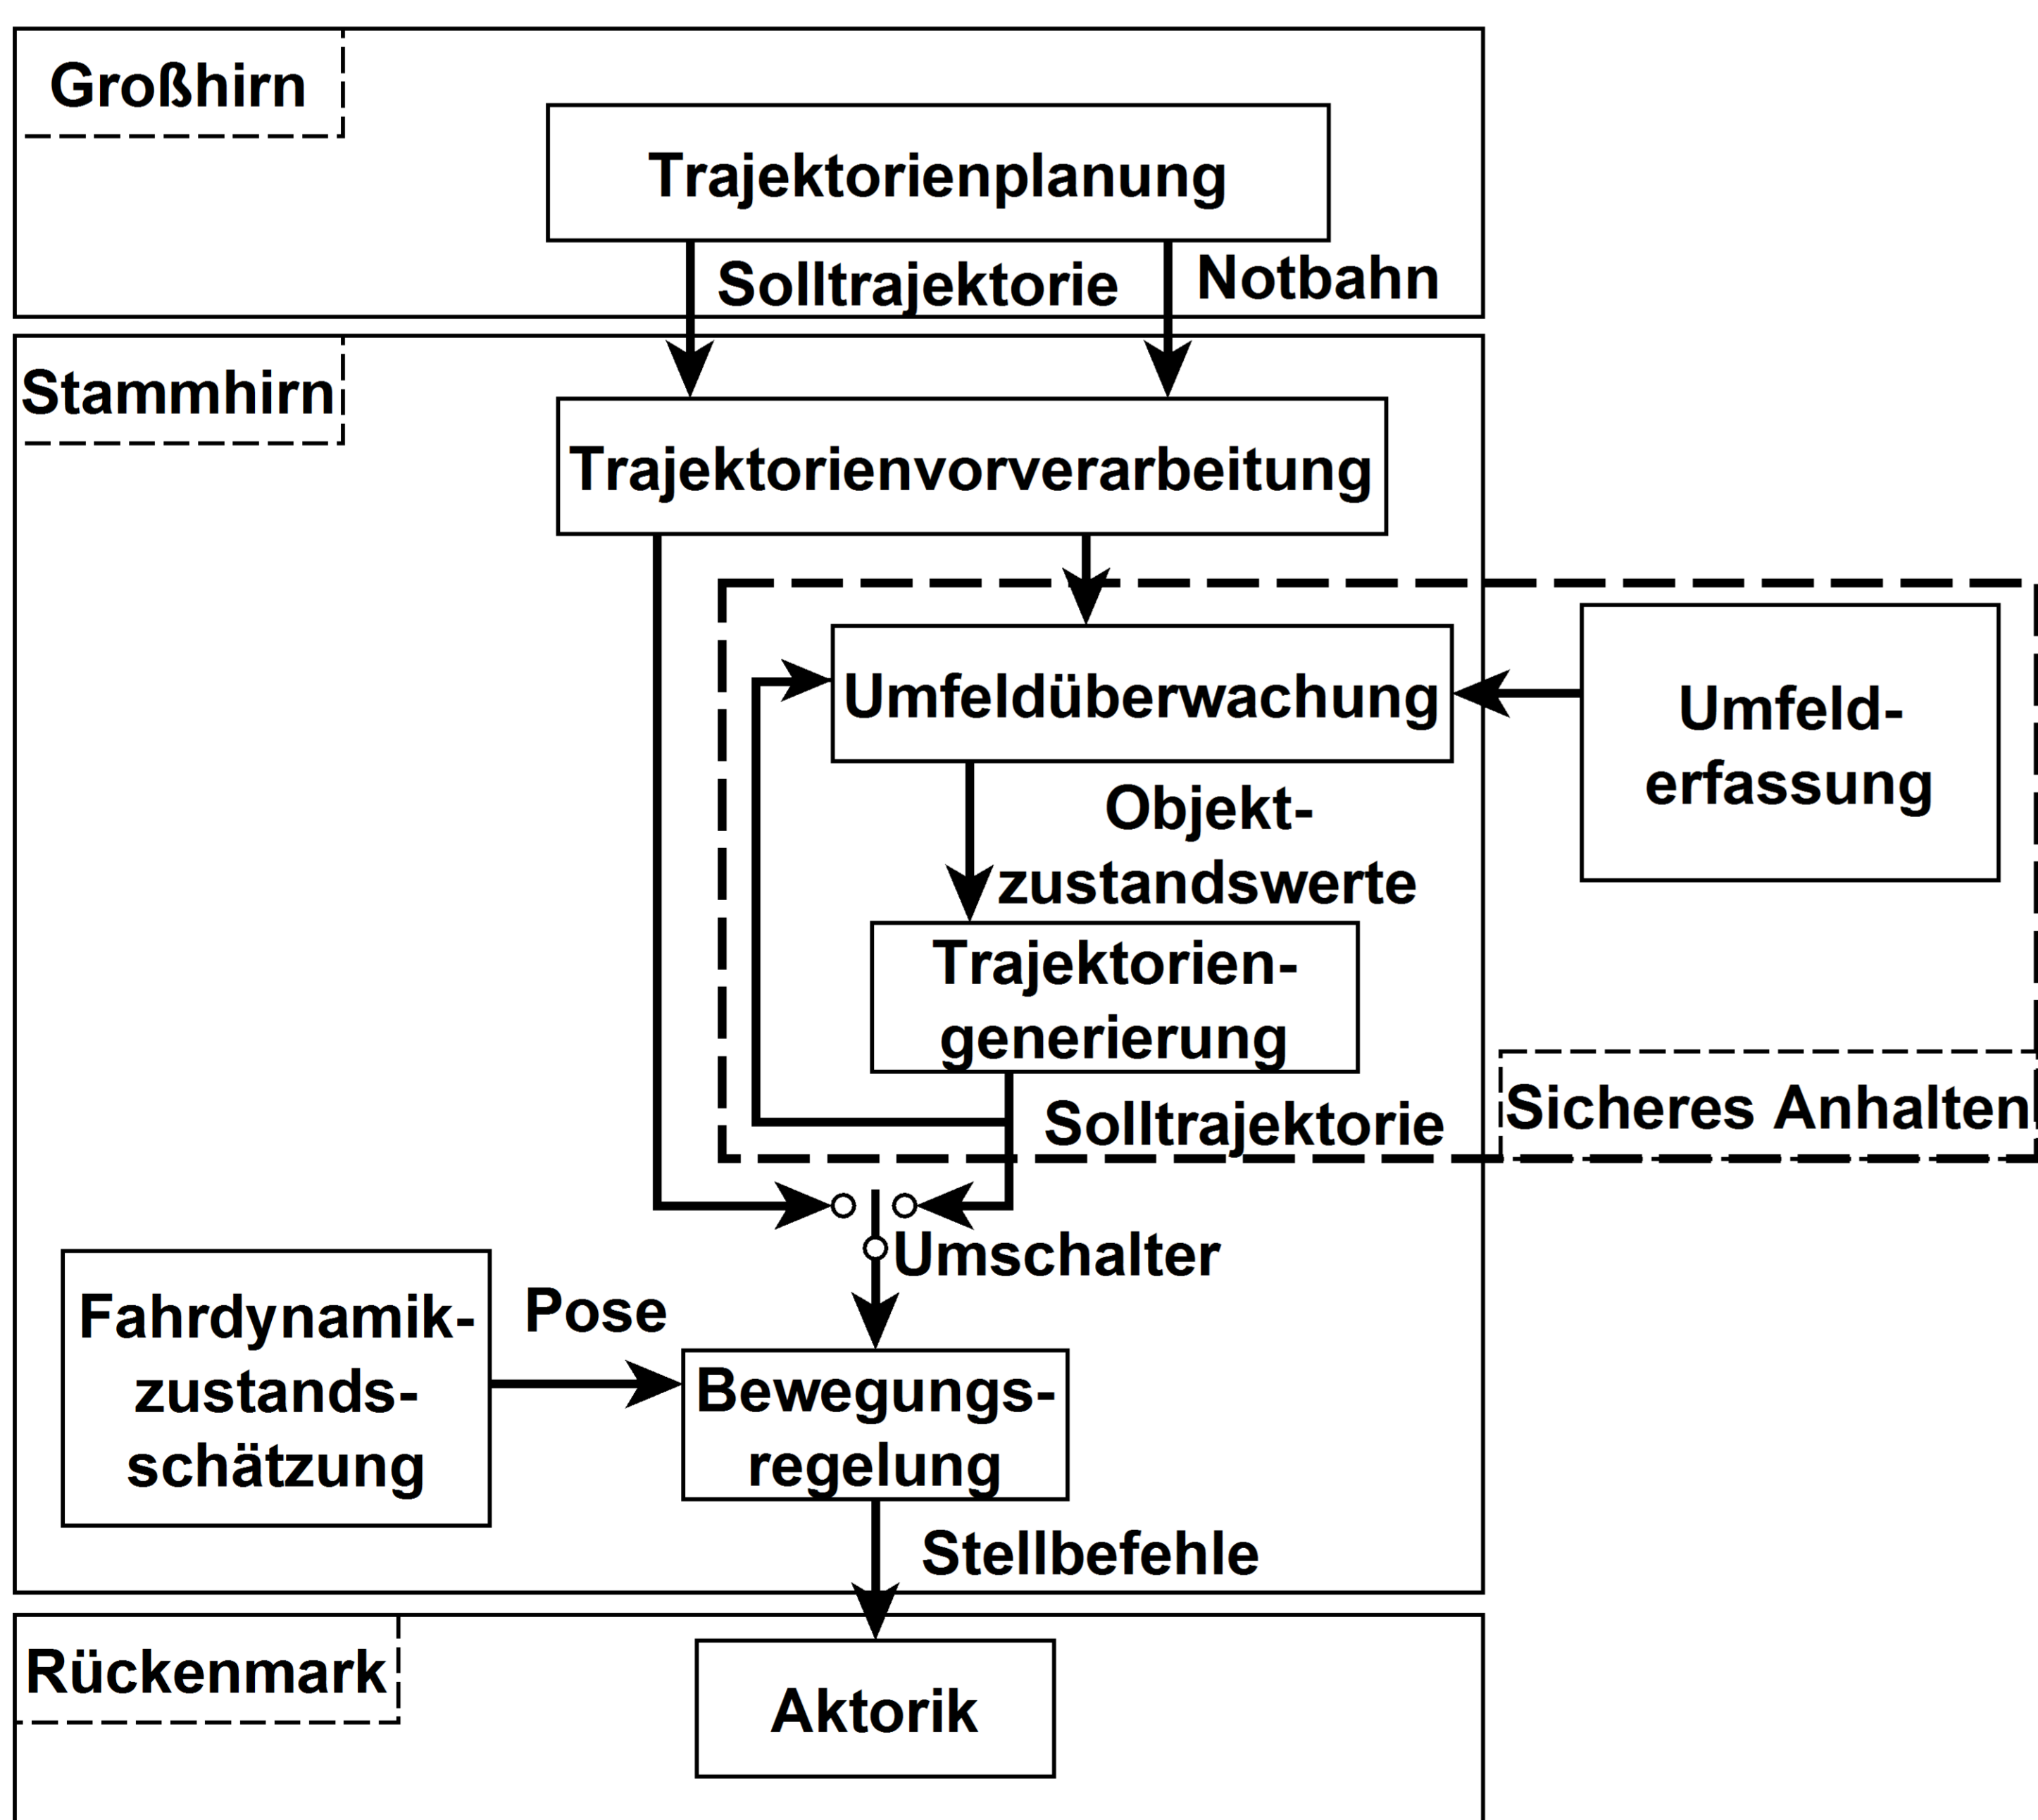 Großhirn
Trajektorienplanung
Solltrajektorie
Notbahn
Stammhirn
Trajektorienvorverarbeitung
Umfeldüberwachung
Umfeld-
erfassung
Objekt-
zustandswerte
Trajektorien-
generierung
Solltrajektorie
Sicheres Anhalten
Umschalter
Fahrdynamik-
zustands-
schätzung
Pose
Bewegungs-
regelung
Stellbefehle
Rückenmark
Aktorik